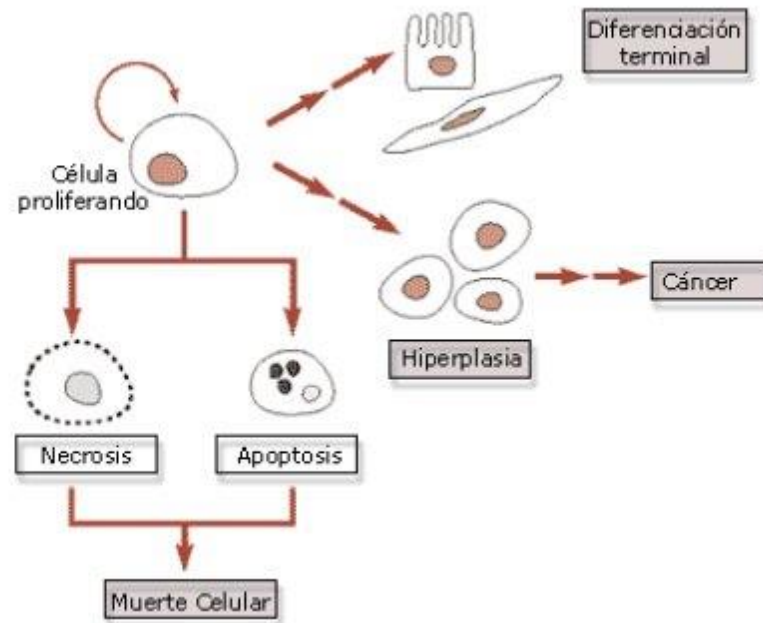 Diferenciación
terminal
Célula
proliferando
Cáncer
Hiperplasia
Necrosis
Apoptosis
Muerte Celular